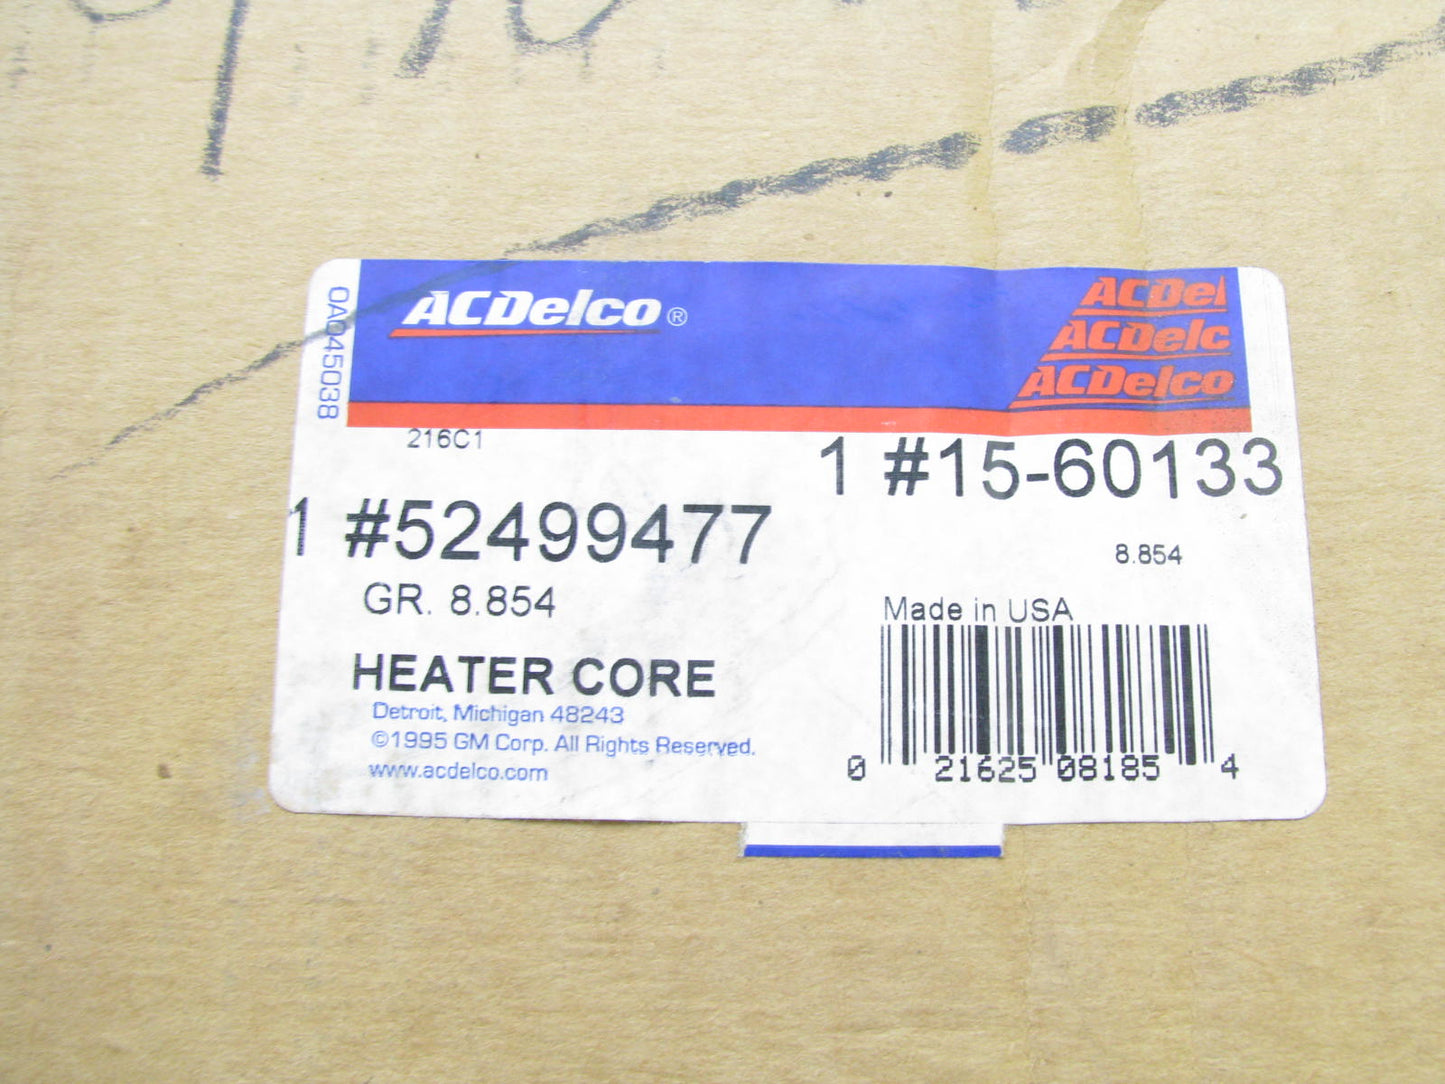 0A045038
ACDelco®
ACDel
ACDelc
ACDelco
216C1
1 #15-60133
1 #52499477
8.854
GR. 8.854
Made in USA
HEATER CORE
Detroit, Michigan 48243
©1995 GM Corp. All Rights Reserved.
www.acdelco.com
0 21625 08185 4